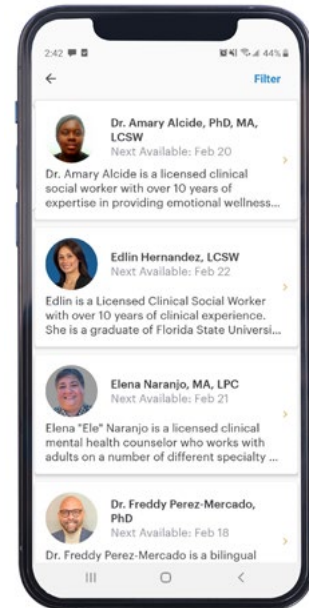 2:42
44%
Filter
Dr. Amary Alcide, PhD, MA,
LCSW
Next Available: Feb 20
Dr. Amary Alcide is a licensed clinical
social worker with over 10 years of
expertise in providing emotional wellness...
Edlin Hernandez, LCSW
Next Available: Feb 22
Edlin is a Licensed Clinical Social Worker
with over 10 years of clinical experience.
She is a graduate of Florida State Universi...
Elena Naranjo, MA, LPC
Next Available: Feb 21
Elena "Ele" Naranjo is a licensed clinical
mental health counselor who works with
adults on a number of different specialty ...
Dr. Freddy Perez-Mercado,
PhD
Next Available: Feb 18
Dr. Freddy Perez-Mercado is a bilingual